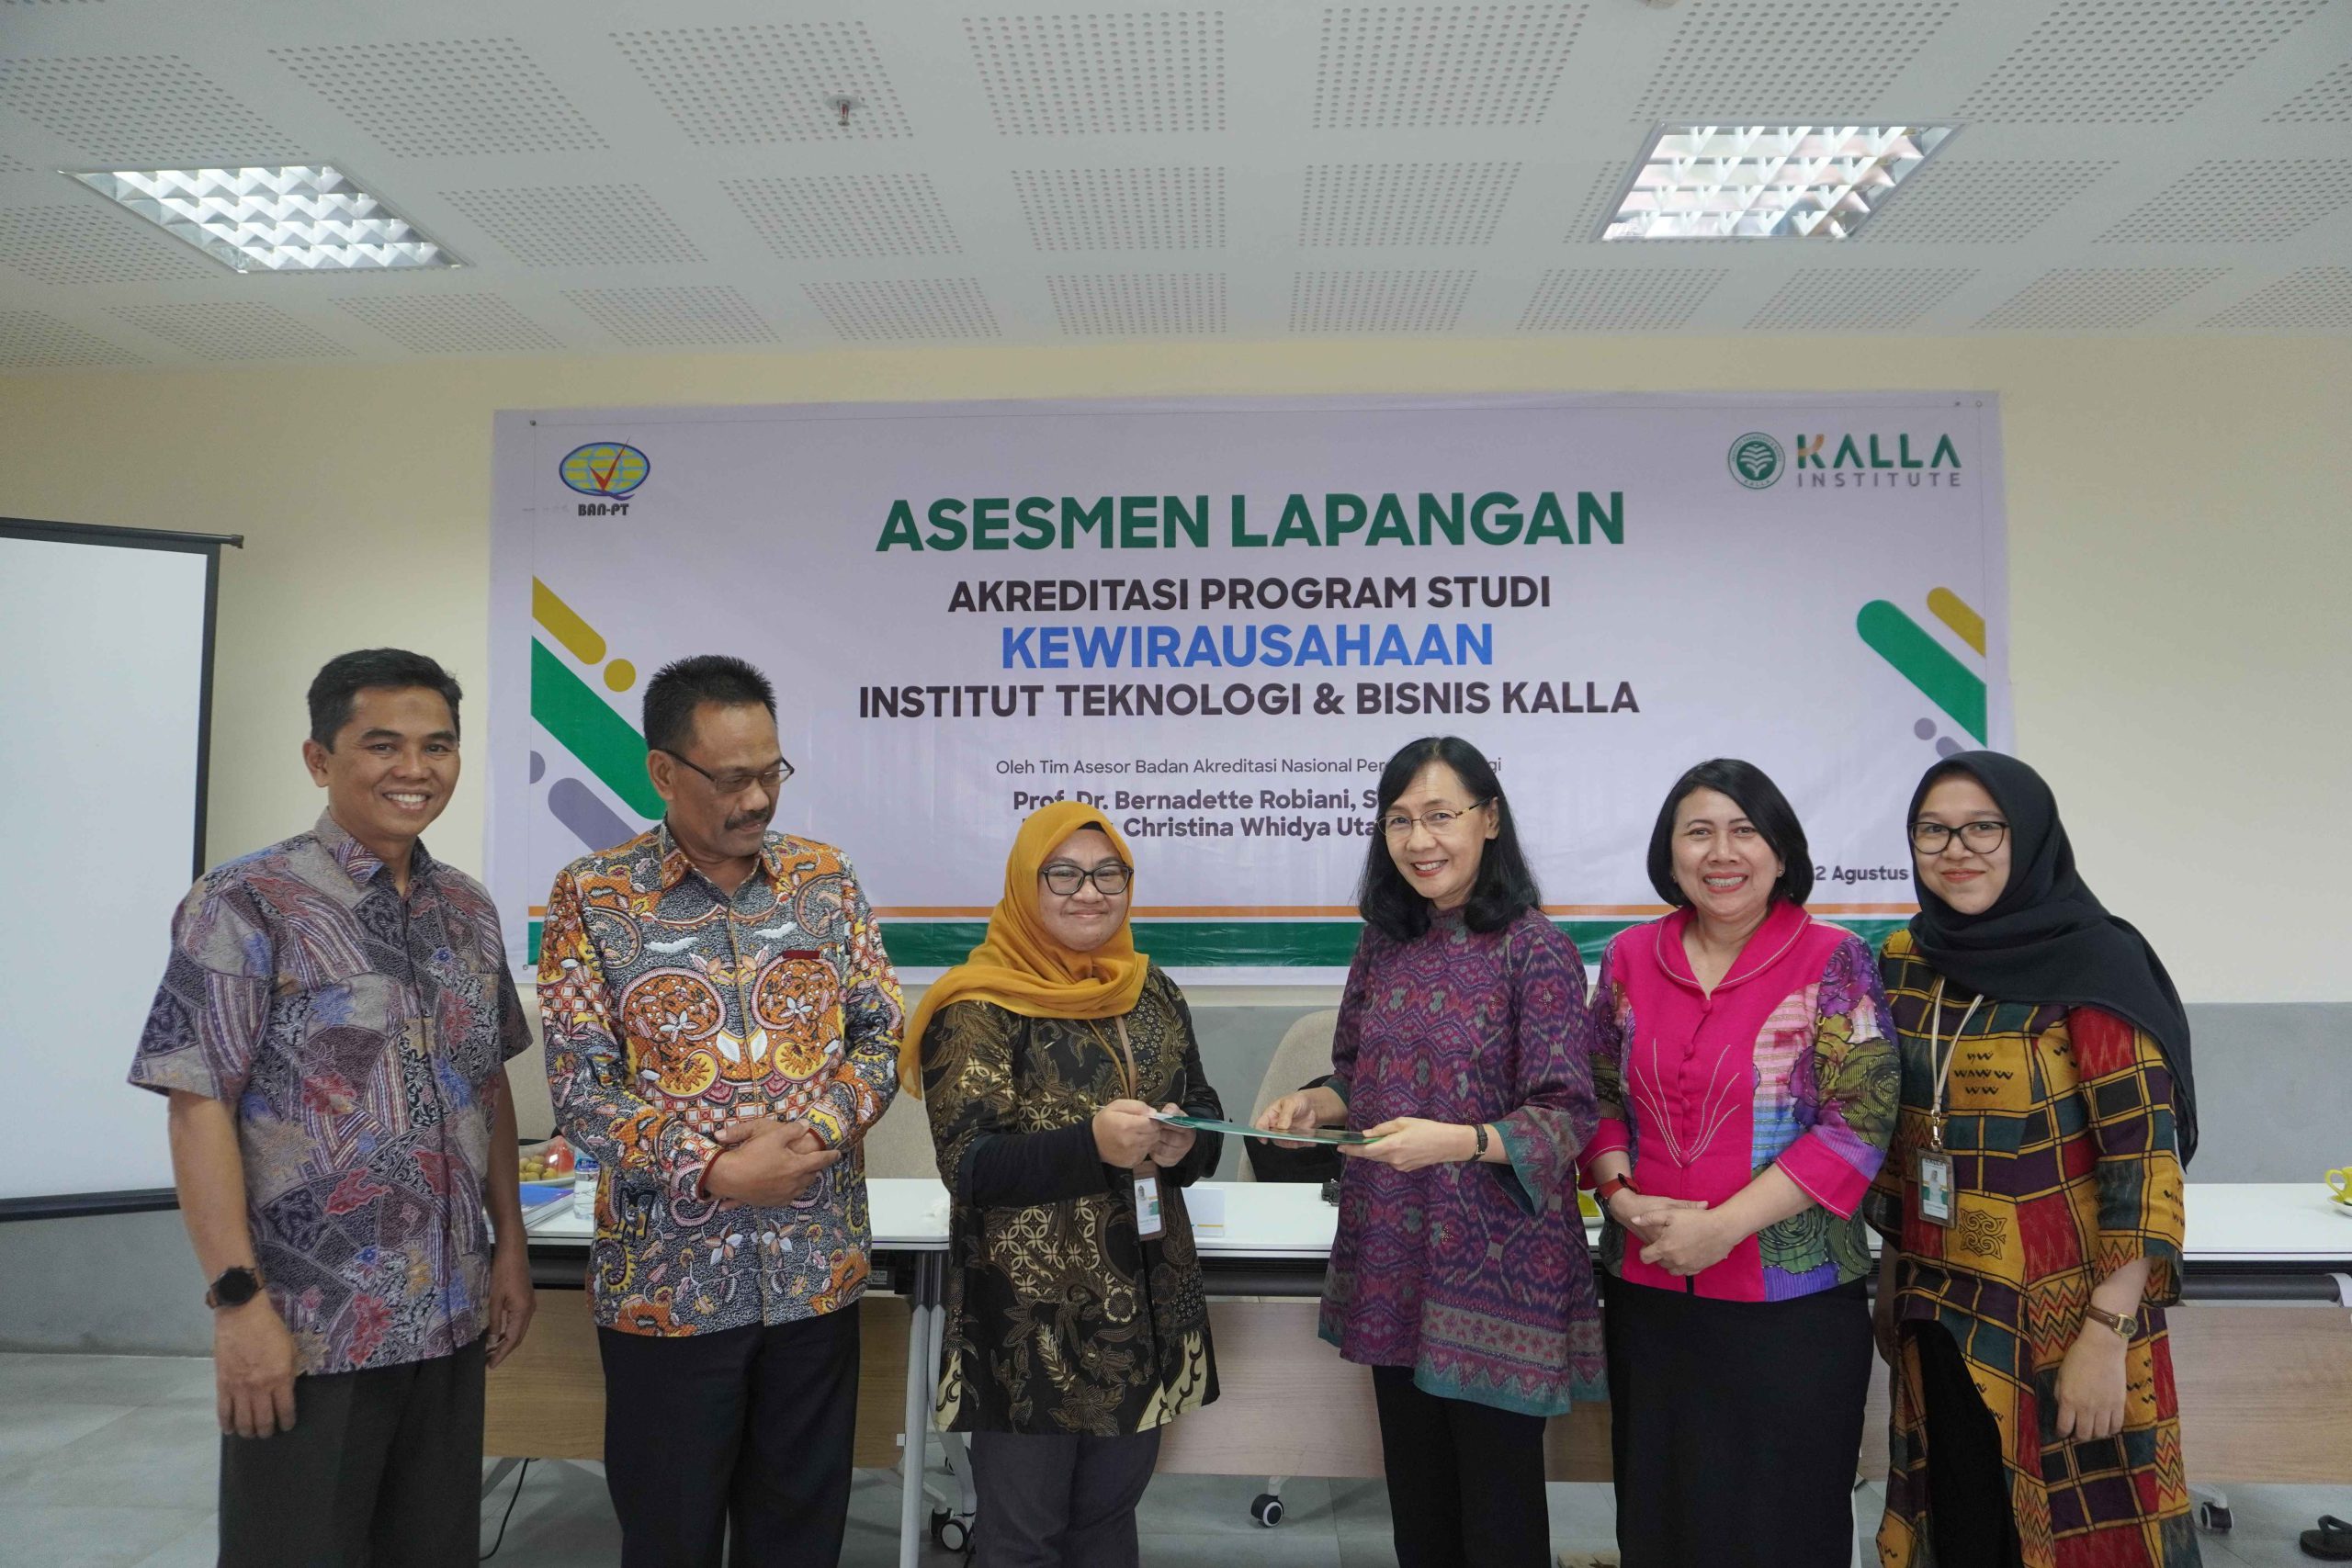 BAN-PT
KALLA
INSTITUTE
ASESMEN LAPANGAN
AKREDITASI PROGRAM STUDI
KEWIRAUSAHAAN
INSTITUT TEKNOLOGI & BISNIS KALLA
Oleh Tim Asesor Badan Akreditasi Nasional
Prof. Dr. Bernadette Robiani,
Christina Whidya
2 Agustus